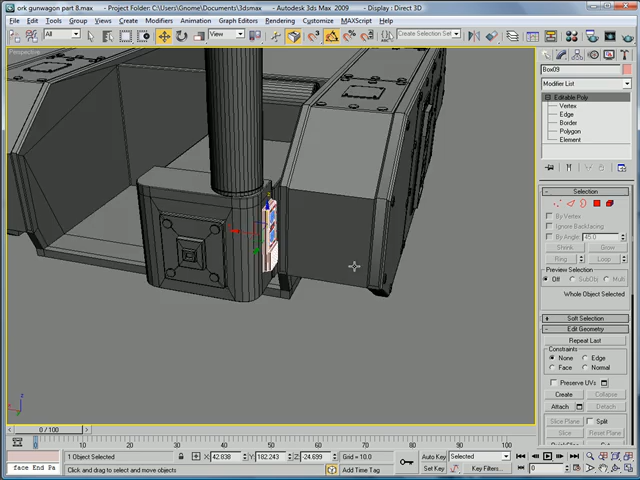 ork gunwagon part 8.max - Project Folder: C:\Users\Gnome\Documents\3dsmax - Autodesk 3ds Max 2009 - Display: Direct 3D
File Edit Tools Group Views Create Modifiers Animation Graph Editors Rendering Customize MAXScript Help
All View Create Selection Set
Perspective
Box09
Modifier List
Editable Poly
Vertex
Edge
Border
Polygon
Element
Selection
By Vertex
Ignore Backfacing
By Angle: 45.0
Shrink Grow
Ring Loop
Preview Selection
Off SubObj Multi
Whole Object Selected
Soft Selection
Edit Geometry
Repeat Last
Constraints
None Edge
Face Normal
Preserve UVs
Create Collapse
Attach Detach
Slice Plane Split
Slice Reset Plane
0 / 100
0 10 20 30 40 50 60 70 80 90 100
1 Object Selected X: 42.838 Y: 182.243 Z: -24.699 Grid = 10.0 Auto Key Selected
face End Pa Click and drag to select and move objects Add Time Tag Set Key Key Filters... 0